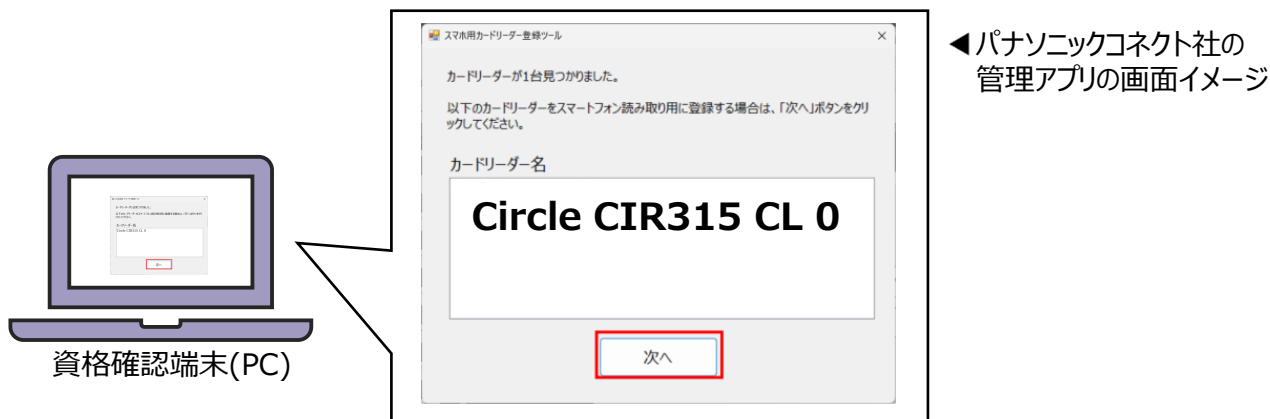 スマホ用カードリーダー登録ツール
カードリーダーが1台見つかりました。
以下のカードリーダーをスマートフォン読み取り用に登録する場合は、「次へ」ボタンをクリ
ックしてください。
カードリーダー名
Circle CIR315 CL 0
次へ
◀パナソニックコネクト社の
管理アプリの画面イメージ
資格確認端末(PC)